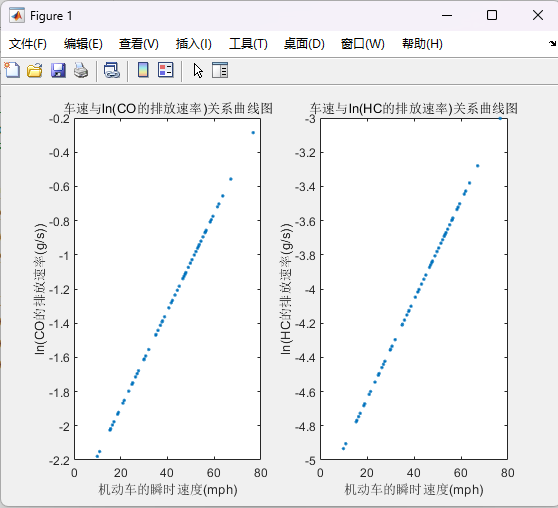 Figure 1
文件(F) 编辑(E) 查看(V) 插入(I) 工具(T) 桌面(D) 窗口(W) 帮助(H)
车速与ln(CO的排放速率)关系曲线图
-0.2
-0.4
-0.6
-0.8
-1
-1.2
-1.4
-1.6
-1.8
-2
-2.2
0 20 40 60 80
ln(CO的排放速率(g/s))
机动车的瞬时速度(mph)
车速与ln(HC的排放速率)关系曲线图
-3
-3.2
-3.4
-3.6
-3.8
-4
-4.2
-4.4
-4.6
-4.8
-5
0 20 40 60 80
ln(HC的排放速率(g/s))
机动车的瞬时速度(mph)